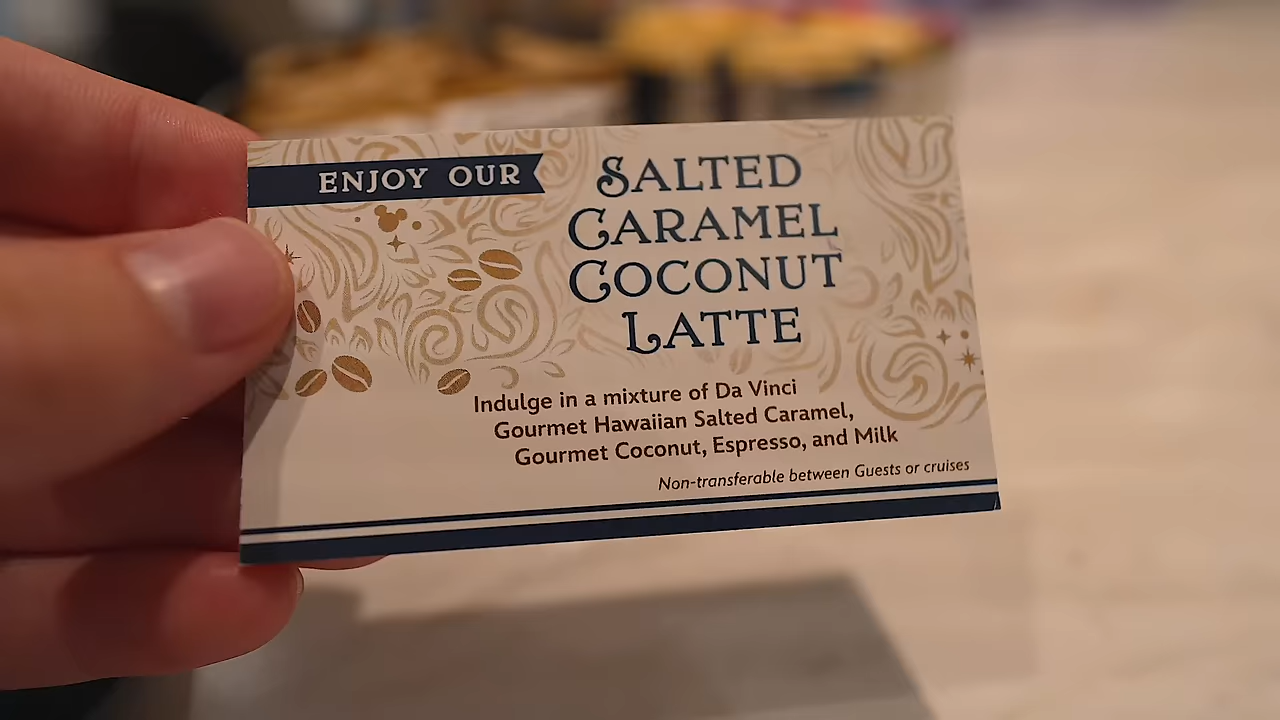 ENJOY OUR
SALTED
CARAMEL
COCONUT
LATTE
Indulge in a mixture of Da Vinci
Gourmet Hawaiian Salted Caramel,
Gourmet Coconut, Espresso, and Milk
Non-transferable between Guests or cruises